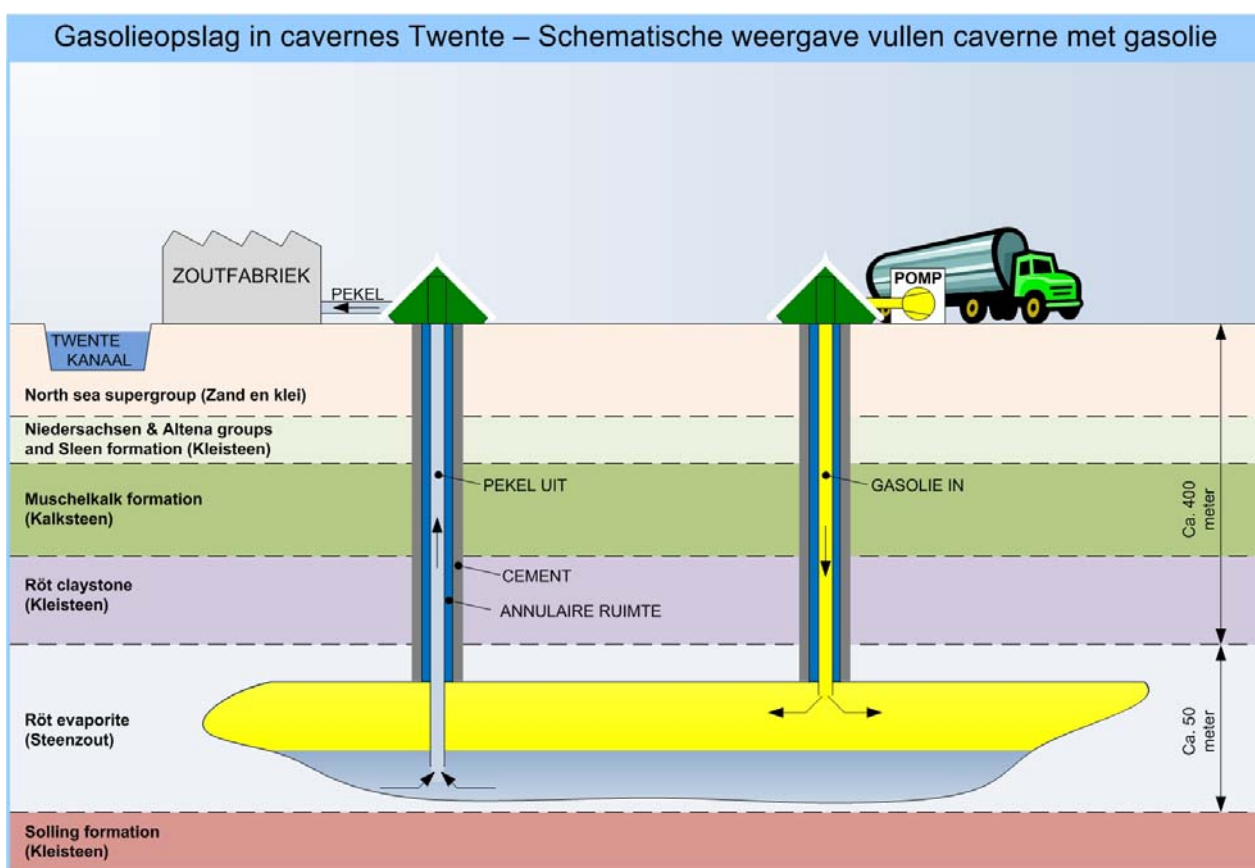 Gasolieopslag in cavernes Twente – Schematische weergave vullen caverne met gasolie
ZOUTFABRIEK
PEKEL
POMP
TWENTE
KANAAL
North sea supergroup (Zand en klei)
Niedersachsen & Altena groups
and Sleen formation (Kleisteen)
Muschelkalk formation
(Kalksteen)
PEKEL UIT
GASOLIE IN
Ca. 400
meter
Röt claystone
(Kleisteen)
CEMENT
ANNULAIRE RUIMTE
Röt evaporite
(Steenzout)
Ca. 50
meter
Solling formation
(Kleisteen)